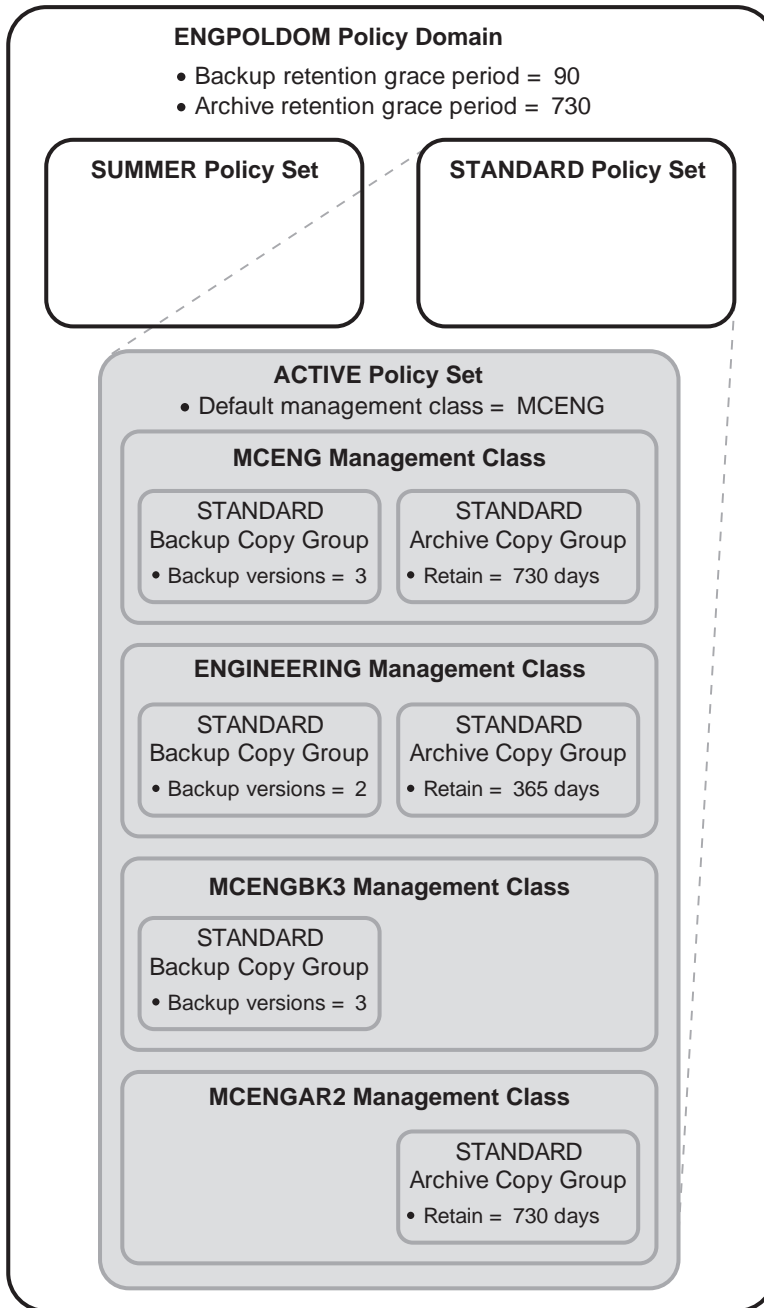 ENGPOLDOM Policy Domain
• Backup retention grace period = 90
• Archive retention grace period = 730
SUMMER Policy Set
STANDARD Policy Set
ACTIVE Policy Set
• Default management class = MCENG
MCENG Management Class
STANDARD
Backup Copy Group
• Backup versions = 3
STANDARD
Archive Copy Group
• Retain = 730 days
ENGINEERING Management Class
STANDARD
Backup Copy Group
• Backup versions = 2
STANDARD
Archive Copy Group
• Retain = 365 days
MCENGBK3 Management Class
STANDARD
Backup Copy Group
• Backup versions = 3
MCENGAR2 Management Class
STANDARD
Archive Copy Group
• Retain = 730 days